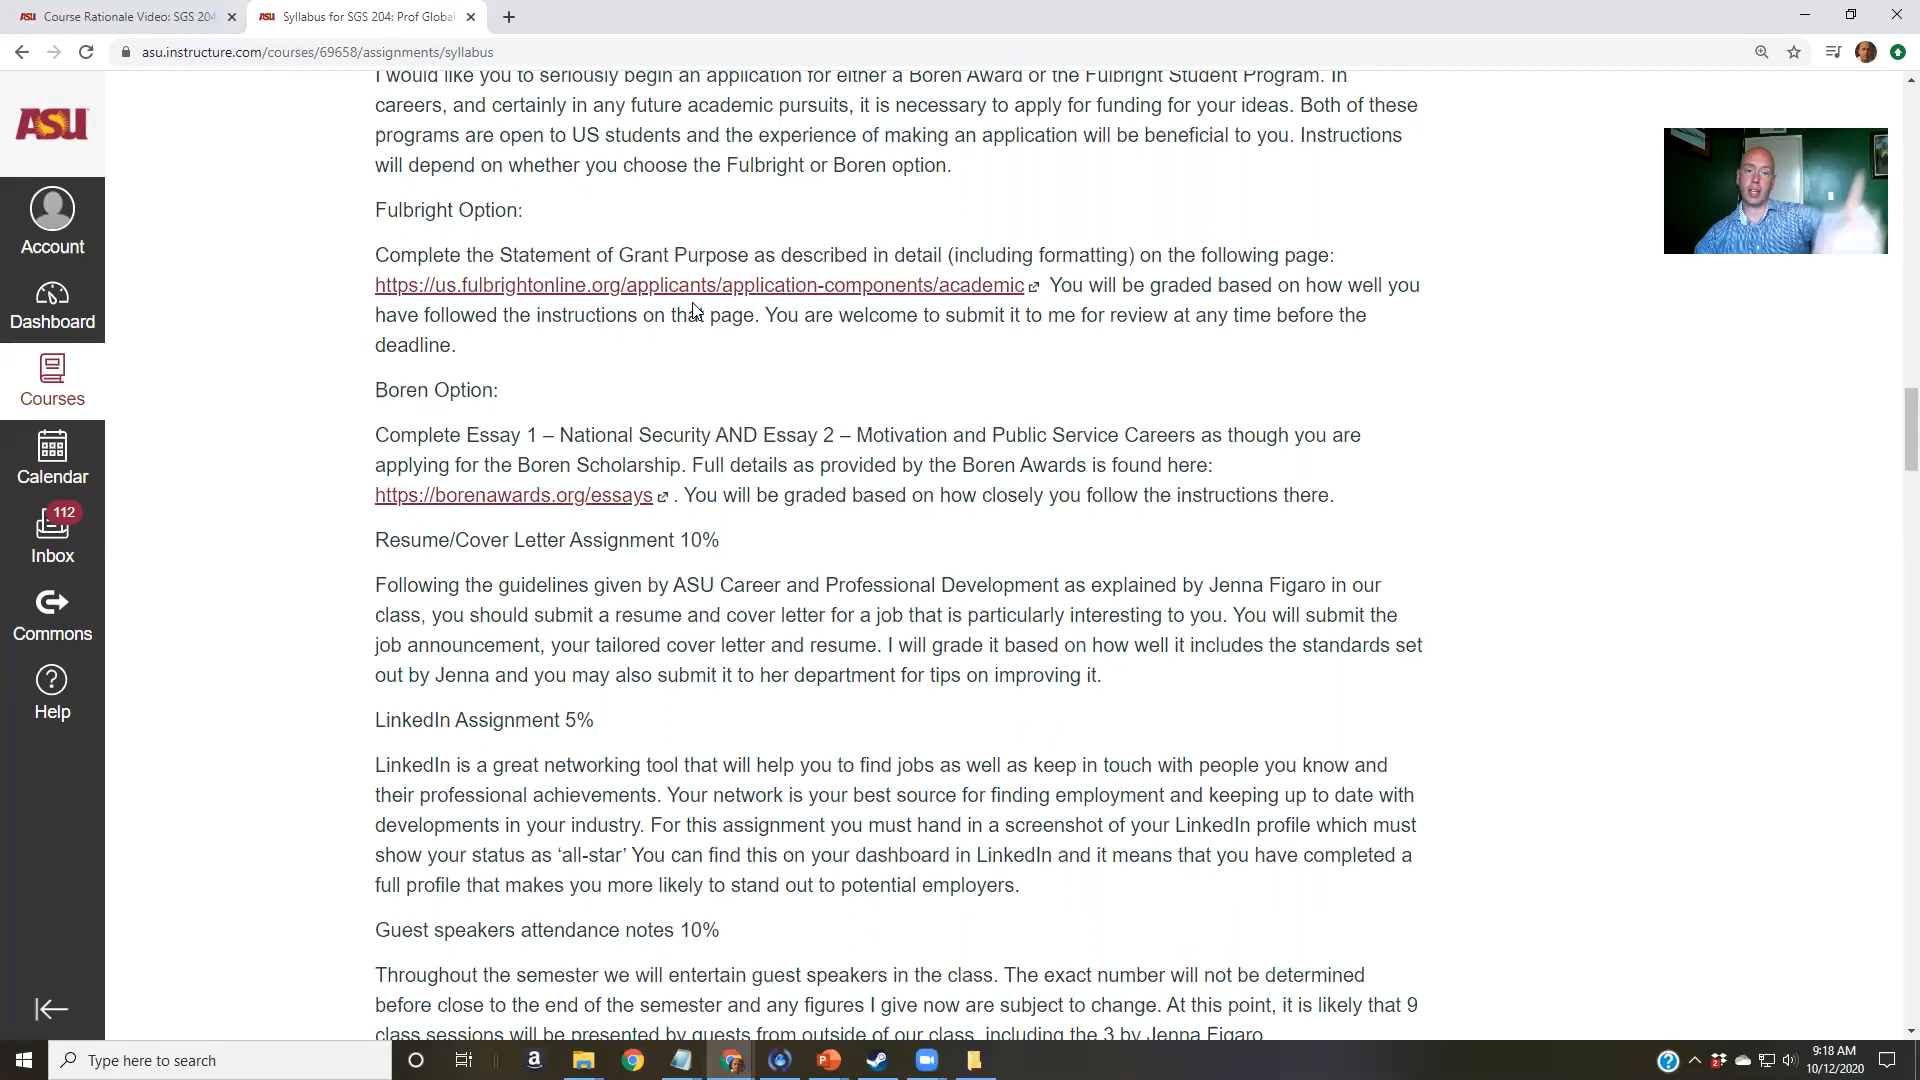 Course Rationale Video: SGS 204
Syllabus for SGS 204: Prof Global
asu.instructure.com/courses/69658/assignments/syllabus
ASU
Account
Dashboard
Courses
Calendar
112
Inbox
Commons
Help
I would like you to seriously begin an application for either a Boren Award or the Fulbright Student Program. In
careers, and certainly in any future academic pursuits, it is necessary to apply for funding for your ideas. Both of these
programs are open to US students and the experience of making an application will be beneficial to you. Instructions
will depend on whether you choose the Fulbright or Boren option.
Fulbright Option:
Complete the Statement of Grant Purpose as described in detail (including formatting) on the following page:
https://us.fulbrightonline.org/applicants/application-components/academic You will be graded based on how well you
have followed the instructions on that page. You are welcome to submit it to me for review at any time before the
deadline.
Boren Option:
Complete Essay 1 – National Security AND Essay 2 – Motivation and Public Service Careers as though you are
applying for the Boren Scholarship. Full details as provided by the Boren Awards is found here:
https://borenawards.org/essays . You will be graded based on how closely you follow the instructions there.
Resume/Cover Letter Assignment 10%
Following the guidelines given by ASU Career and Professional Development as explained by Jenna Figaro in our
class, you should submit a resume and cover letter for a job that is particularly interesting to you. You will submit the
job announcement, your tailored cover letter and resume. I will grade it based on how well it includes the standards set
out by Jenna and you may also submit it to her department for tips on improving it.
LinkedIn Assignment 5%
LinkedIn is a great networking tool that will help you to find jobs as well as keep in touch with people you know and
their professional achievements. Your network is your best source for finding employment and keeping up to date with
developments in your industry. For this assignment you must hand in a screenshot of your LinkedIn profile which must
show your status as ‘all-star’ You can find this on your dashboard in LinkedIn and it means that you have completed a
full profile that makes you more likely to stand out to potential employers.
Guest speakers attendance notes 10%
Throughout the semester we will entertain guest speakers in the class. The exact number will not be determined
before close to the end of the semester and any figures I give now are subject to change. At this point, it is likely that 9
class sessions will be presented by guests from outside of our class, including the 3 by Jenna Figaro
Type here to search
9:18 AM
10/12/2020